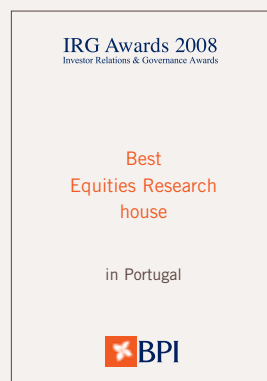 IRG Awards 2008
Investor Relations & Governance Awards
Best
Equities Research
house
in Portugal
BPI